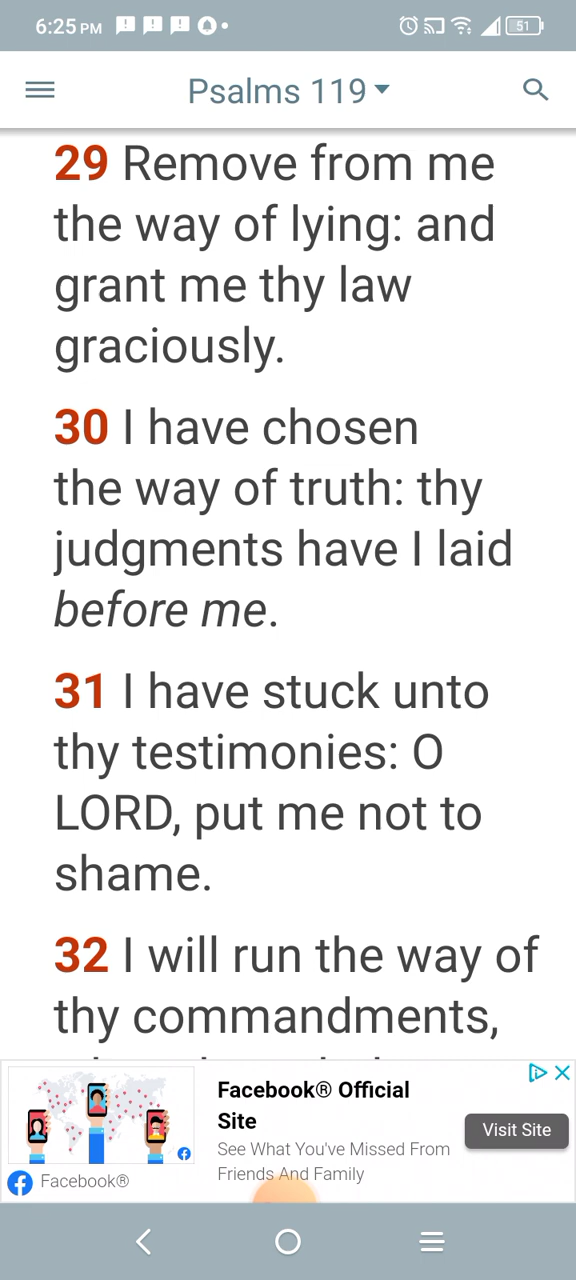 6:25 PM
51
Psalms 119
29 Remove from me
the way of lying: and
grant me thy law
graciously.
30 I have chosen
the way of truth: thy
judgments have I laid
before me.
31 I have stuck unto
thy testimonies: O
LORD, put me not to
shame.
32 I will run the way of
thy commandments,
Facebook® Official
Site
See What You've Missed From
Friends And Family
Visit Site
Facebook®